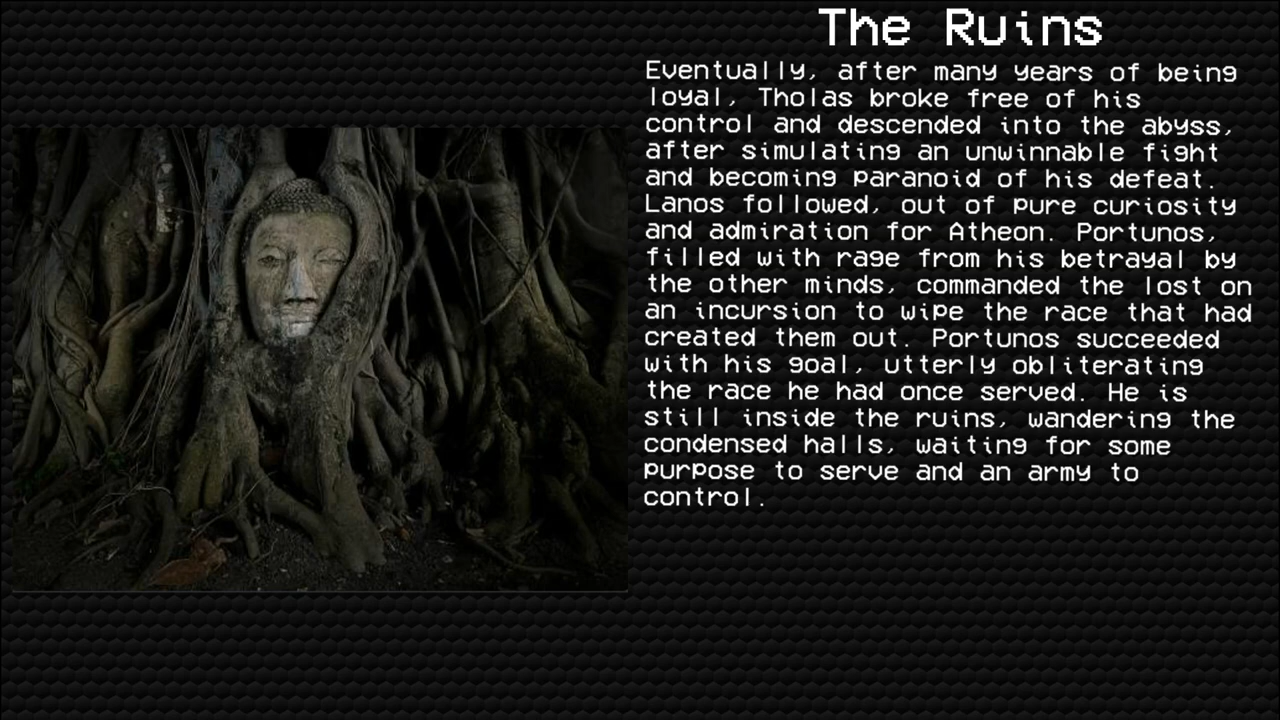 The Ruins
Eventually, after many years of being
loyal, Tholas broke free of his
control and descended into the abyss,
after simulating an unwinnable fight
and becoming paranoid of his defeat.
Lanos followed, out of pure curiosity
and admiration for Atheon. Portunos,
filled with rage from his betrayal by
the other minds, commanded the lost on
an incursion to wipe the race that had
created them out. Portunos succeeded
with his goal, utterly obliterating
the race he had once served. He is
still inside the ruins, wandering the
condensed halls, waiting for some
purpose to serve and an army to
control.